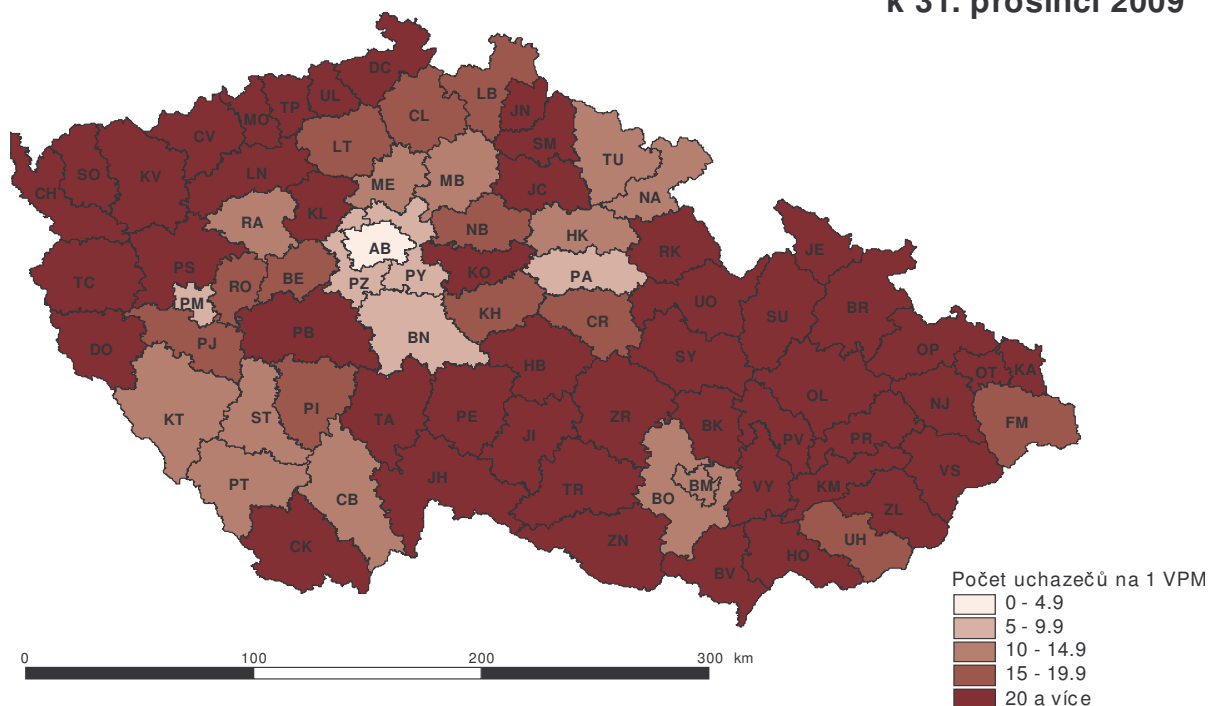 k 31. prosinci 2009
DC
UL
TP
MO
CV
LT
CL
LB
JN
SM
TU
SO
CH
KV
LN
ME
MB
JC
NA
RA
KL
AB
NB
HK
RK
JE
TC
PS
RO
BE
PZ
PY
KO
PA
UO
SU
BR
PM
PB
BN
KH
CR
DO
PJ
SY
OP
OT
KA
HB
KT
ST
PI
TA
PE
ZR
OL
NJ
FM
JI
BK
PV
PR
VS
PT
CB
JH
TR
BO
BM
VY
KM
ZL
CK
ZN
BV
HO
UH
Počet uchazečů na 1 VPM
0 - 4.9
5 - 9.9
10 - 14.9
15 - 19.9
20 a více
0 100 200 300 km